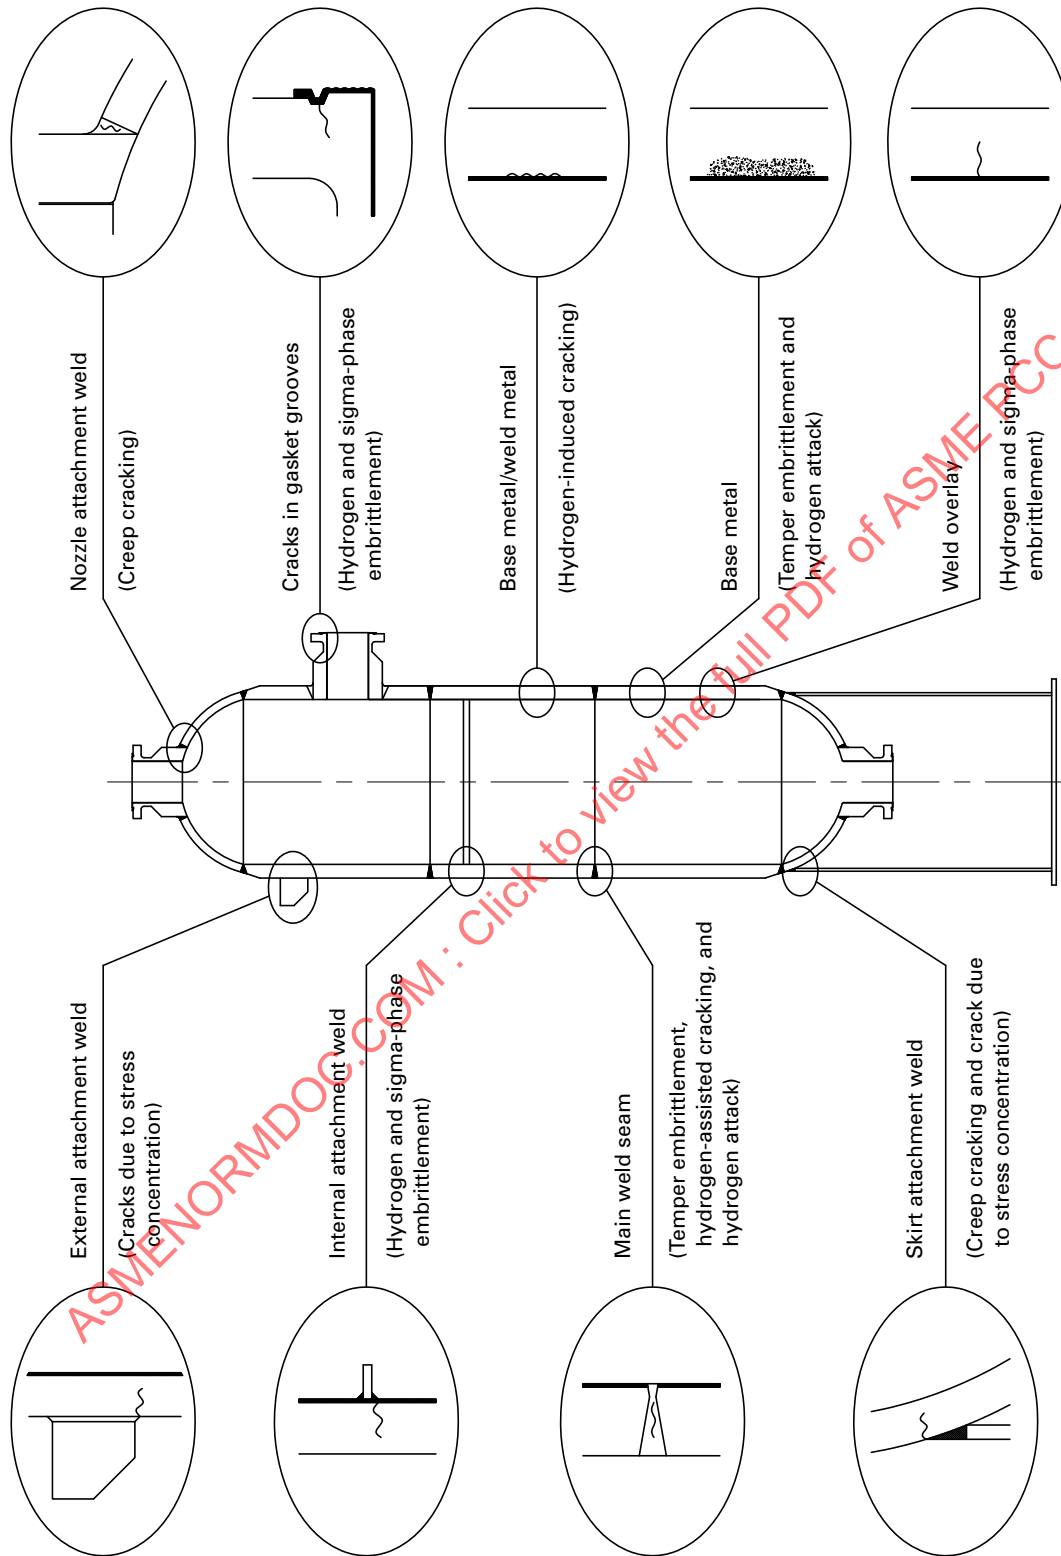 Nozzle attachment weld
(Creep cracking)
Cracks in gasket grooves
(Hydrogen and sigma-phase
embrittlement)
Base metal/weld metal
(Hydrogen-induced cracking)
Base metal
(Temper embrittlement and
hydrogen attack)
Weld overlay
(Hydrogen and sigma-phase
embrittlement)
External attachment weld
(Cracks due to stress
concentration)
Internal attachment weld
(Hydrogen and sigma-phase
embrittlement)
Main weld seam
(Temper embrittlement,
hydrogen-assisted cracking, and
hydrogen attack)
Skirt attachment weld
(Creep cracking and crack due
to stress concentration)
ASMENORMDOC.COM : Click to view the full PDF of ASME PCC